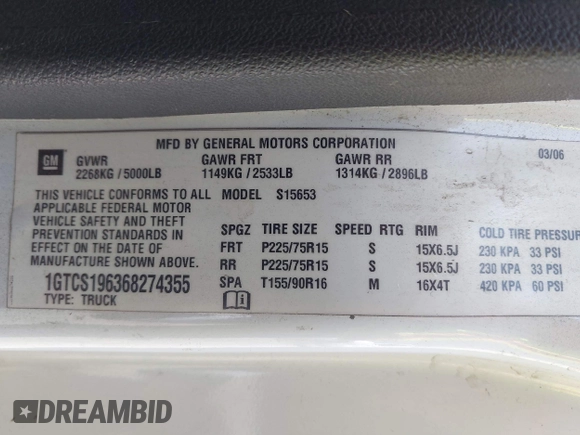 MFD BY GENERAL MOTORS CORPORATION
GM GVWR GAWR FRT GAWR RR 03/06
2268KG / 5000LB 1149KG / 2533LB 1314KG / 2896LB
THIS VEHICLE CONFORMS TO ALL MODEL S15653
APPLICABLE FEDERAL MOTOR
VEHICLE SAFETY AND THEFT
PREVENTION STANDARDS IN
EFFECT ON THE DATE OF
MANUFACTURE SHOWN ABOVE.
1GTCS196368274355
TYPE: TRUCK
SPGZ TIRE SIZE SPEED RTG RIM COLD TIRE PRESSURE
FRT P225/75R15 S 15X6.5J 230 KPA 33 PSI
RR P225/75R15 S 15X6.5J 230 KPA 33 PSI
SPA T155/90R16 M 16X4T 420 KPA 60 PSI
DREAMBID